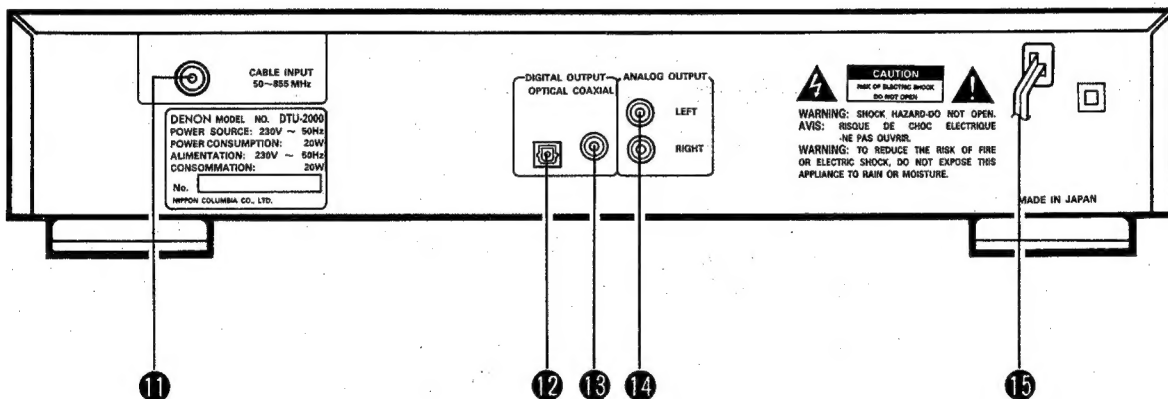 CABLE INPUT
50~855 MHz
DENON MODEL NO. DTU-2000
POWER SOURCE: 230V ~ 50Hz
POWER CONSUMPTION: 20W
ALIMENTATION: 230V ~ 50Hz
CONSOMMATION: 20W
No.
NIPPON COLUMBIA CO., LTD.
DIGITAL OUTPUT
OPTICAL COAXIAL
ANALOG OUTPUT
LEFT
RIGHT
CAUTION
RISK OF ELECTRIC SHOCK
DO NOT OPEN
WARNING: SHOCK HAZARD-DO NOT OPEN.
AVIS: RISQUE DE CHOC ELECTRIQUE
-NE PAS OUVRIR.
WARNING: TO REDUCE THE RISK OF FIRE
OR ELECTRIC SHOCK, DO NOT EXPOSE THIS
APPLIANCE TO RAIN OR MOISTURE.
MADE IN JAPAN
11 12 13 14 15